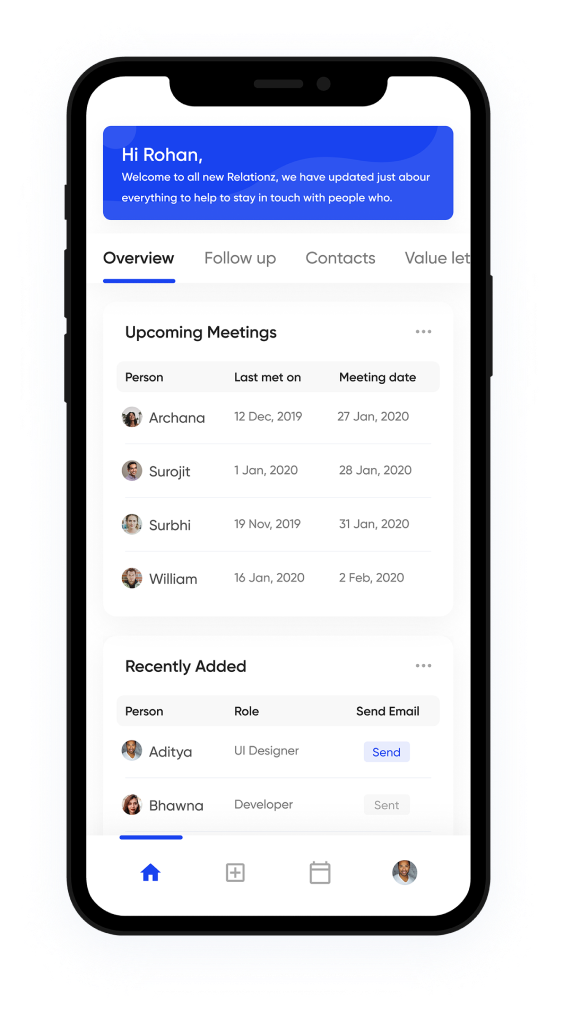 Hi Rohan,
Welcome to all new Relationz, we have updated just abour
everything to help to stay in touch with people who.
Overview Follow up Contacts Value let
Upcoming Meetings
Person Last met on Meeting date
Archana 12 Dec, 2019 27 Jan, 2020
Surojit 1 Jan, 2020 28 Jan, 2020
Surbhi 19 Nov, 2019 31 Jan, 2020
William 16 Jan, 2020 2 Feb, 2020
Recently Added
Person Role Send Email
Aditya UI Designer Send
Bhawna Developer Sent